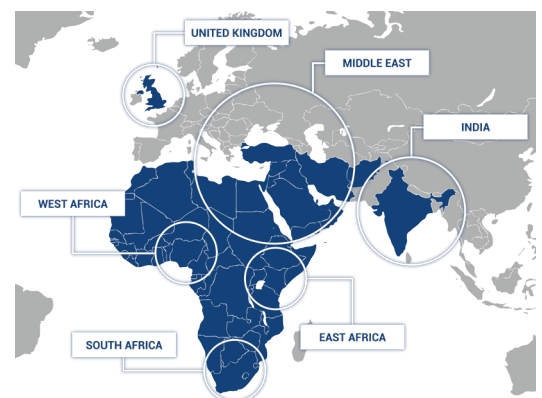 UNITED KINGDOM
MIDDLE EAST
INDIA
WEST AFRICA
EAST AFRICA
SOUTH AFRICA